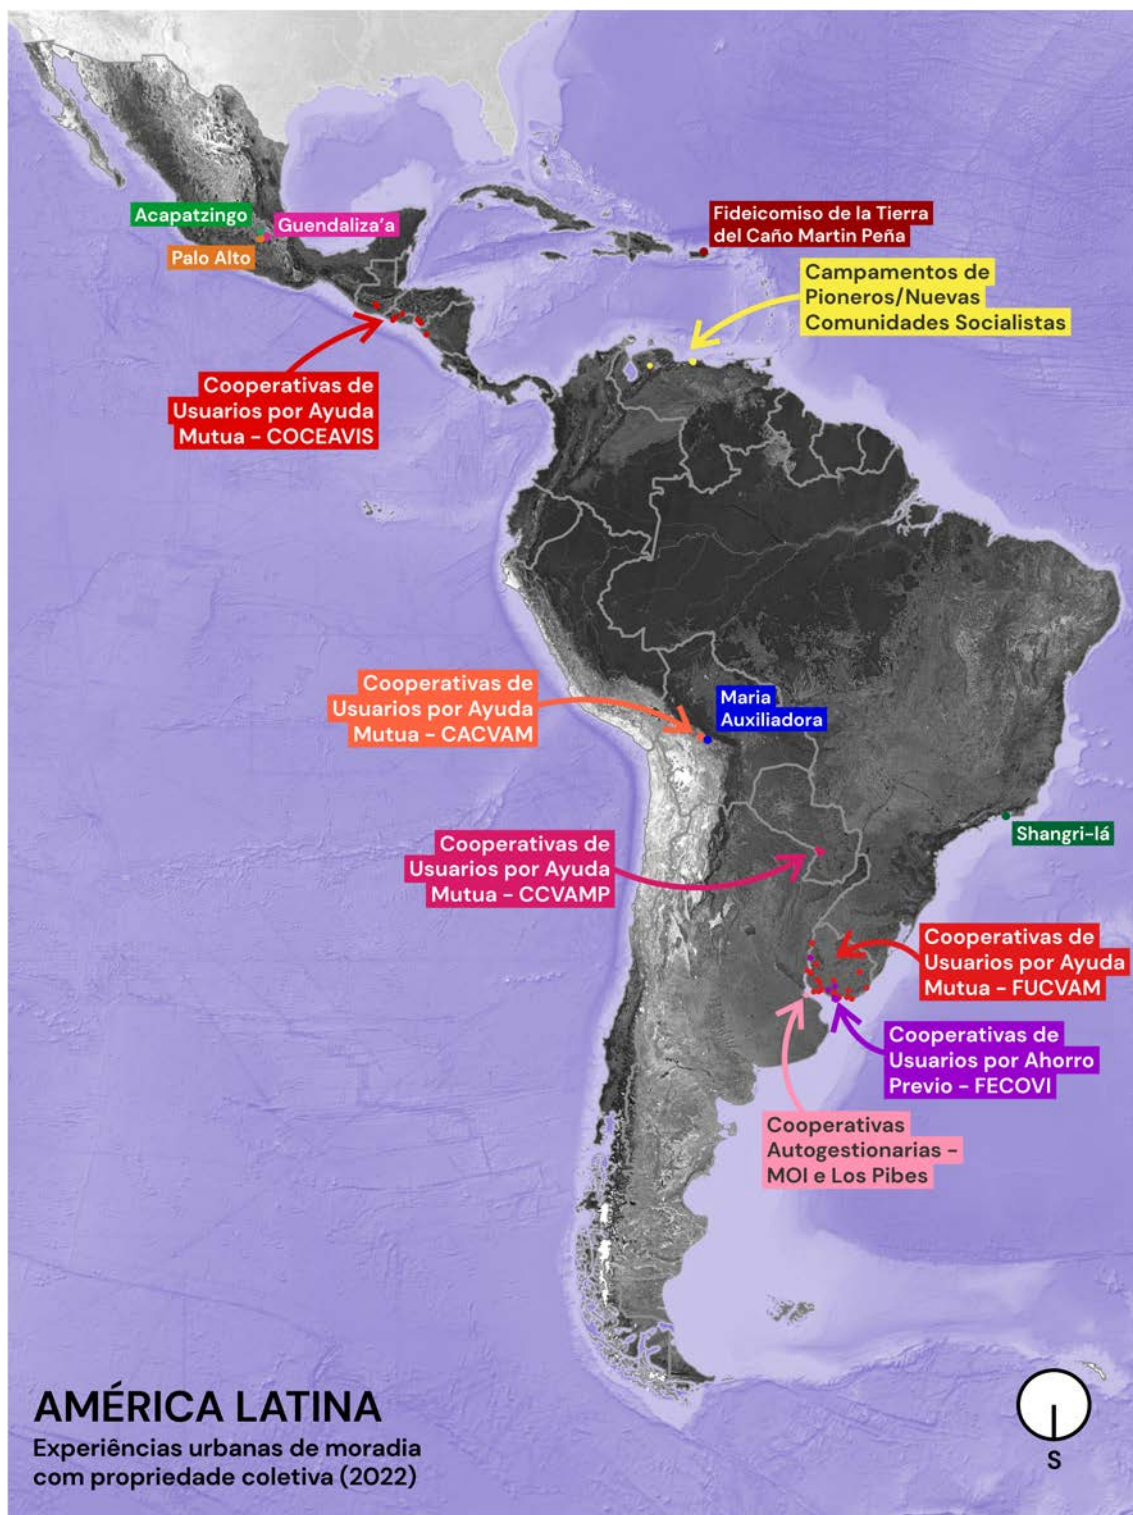 Acapatzingo
Guendaliza’a
Palo Alto
Fideicomiso de la Tierra
del Caño Martin Peña
Campamentos de
Pioneros/Nuevas
Comunidades Socialistas
Cooperativas de
Usuarios por Ayuda
Mutua - COCEAVIS
Cooperativas de
Usuarios por Ayuda
Mutua - CACVAM
Maria
Auxiliadora
Shangri-lá
Cooperativas de
Usuarios por Ayuda
Mutua - CCVAMP
Cooperativas de
Usuarios por Ayuda
Mutua - FUCVAM
Cooperativas de
Usuarios por Ahorro
Previo - FECOVI
Cooperativas
Autogestionarias -
MOI e Los Pibes
AMÉRICA LATINA
Experiências urbanas de moradia
com propriedade coletiva (2022)
S